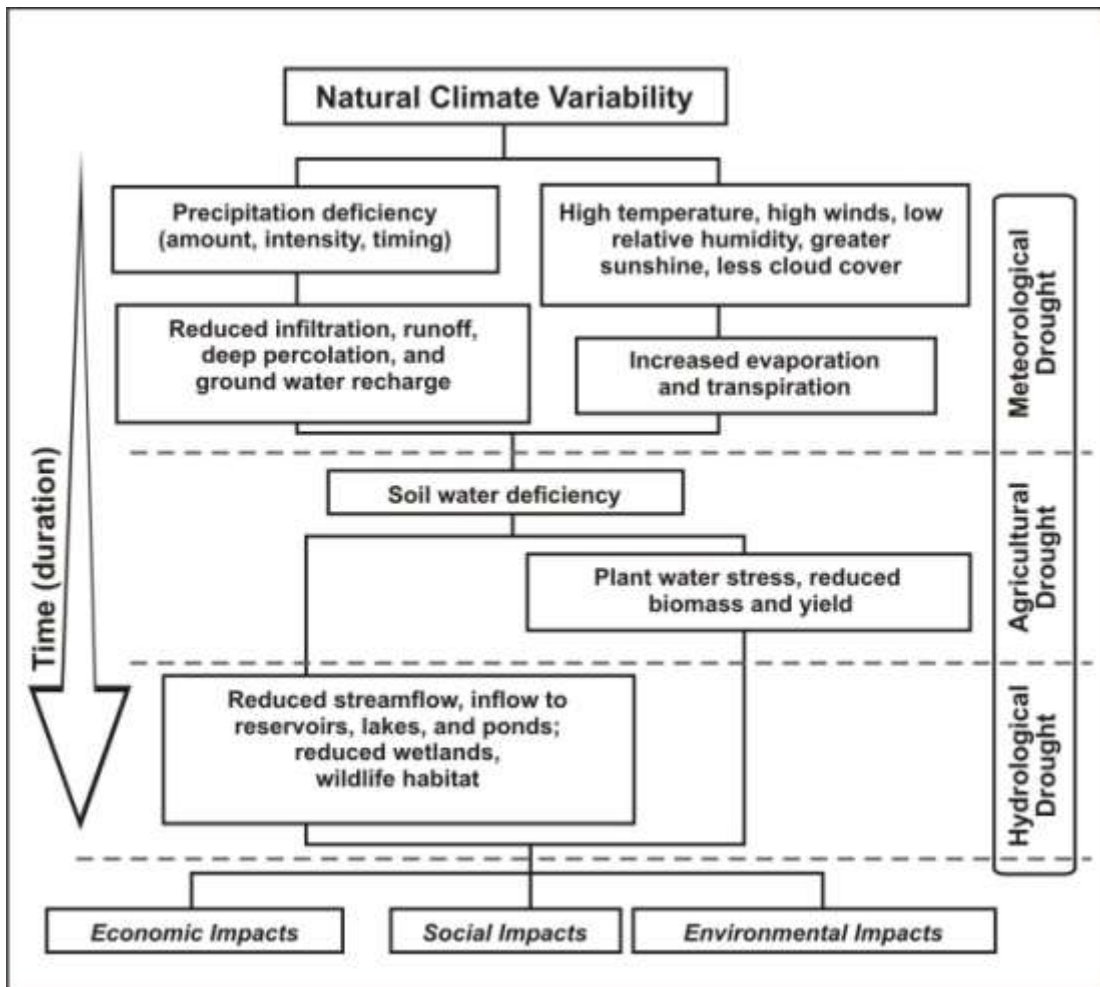 Natural Climate Variability
Precipitation deficiency
(amount, intensity, timing)
High temperature, high winds, low
relative humidity, greater
sunshine, less cloud cover
Reduced infiltration, runoff,
deep percolation, and
ground water recharge
Increased evaporation
and transpiration
Meteorological
Drought
Time (duration)
Soil water deficiency
Plant water stress, reduced
biomass and yield
Agricultural
Drought
Reduced streamflow, inflow to
reservoirs, lakes, and ponds;
reduced wetlands,
wildlife habitat
Hydrological
Drought
Economic Impacts
Social Impacts
Environmental Impacts